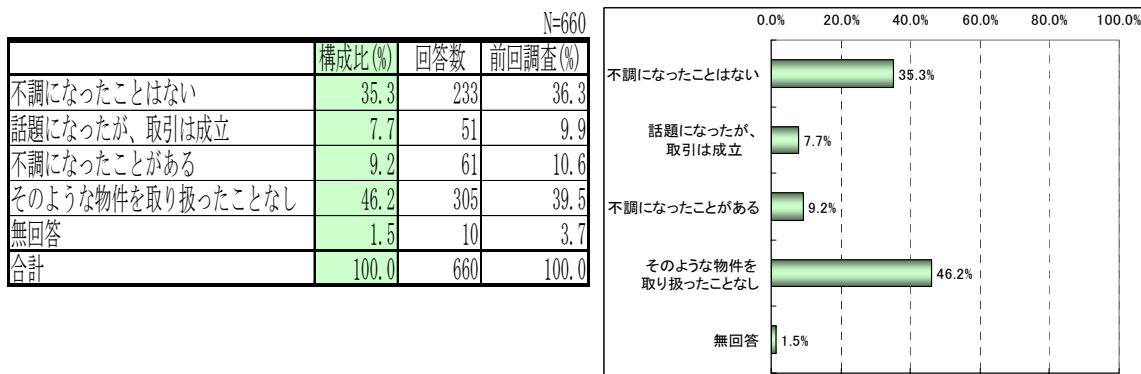 N=660
構成比(%) 回答数 前回調査(%)
不調になったことはない 35.3 233 36.3
話題になったが、取引は成立 7.7 51 9.9
不調になったことがある 9.2 61 10.6
そのような物件を取り扱ったことなし 46.2 305 39.5
無回答 1.5 10 3.7
合計 100.0 660 100.0
0.0% 20.0% 40.0% 60.0% 80.0% 100.0%
不調になったことはない 35.3%
話題になったが、
取引は成立 7.7%
不調になったことがある 9.2%
そのような物件を
取り扱ったことなし 46.2%
無回答 1.5%